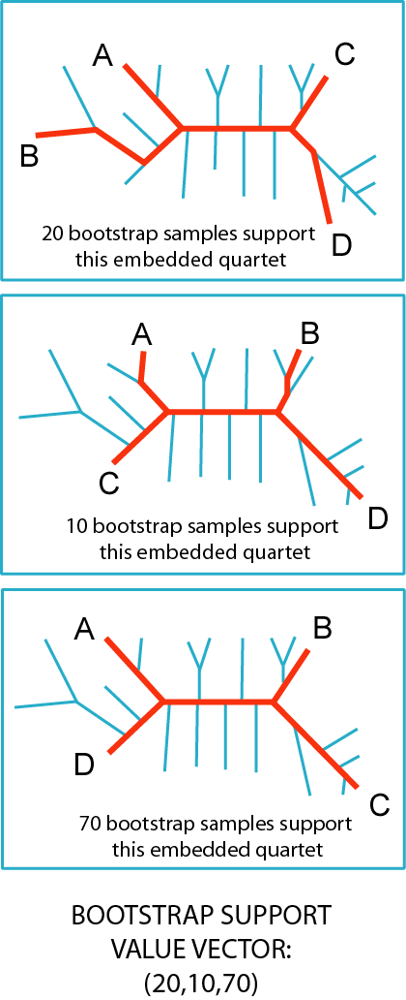 A
C
B
D
20 bootstrap samples support
this embedded quartet
A
B
C
D
10 bootstrap samples support
this embedded quartet
A
B
D
C
70 bootstrap samples support
this embedded quartet
BOOTSTRAP SUPPORT
VALUE VECTOR:
(20,10,70)